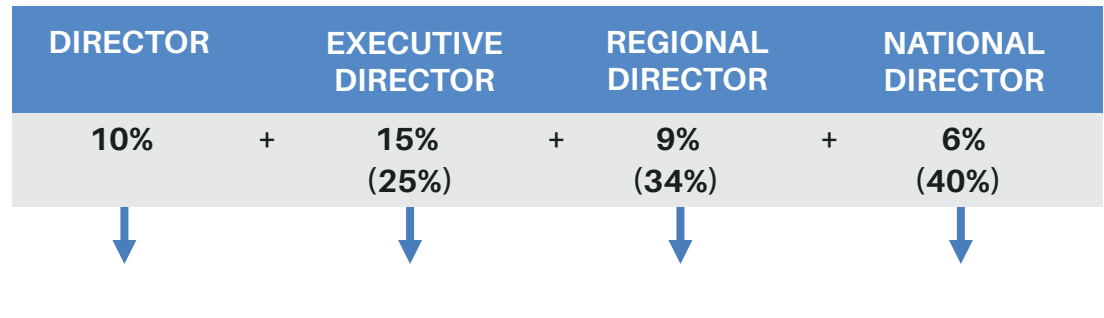 DIRECTOR
EXECUTIVE
DIRECTOR
REGIONAL
DIRECTOR
NATIONAL
DIRECTOR
10% + 15% + 9% + 6%
(25%) (34%) (40%)